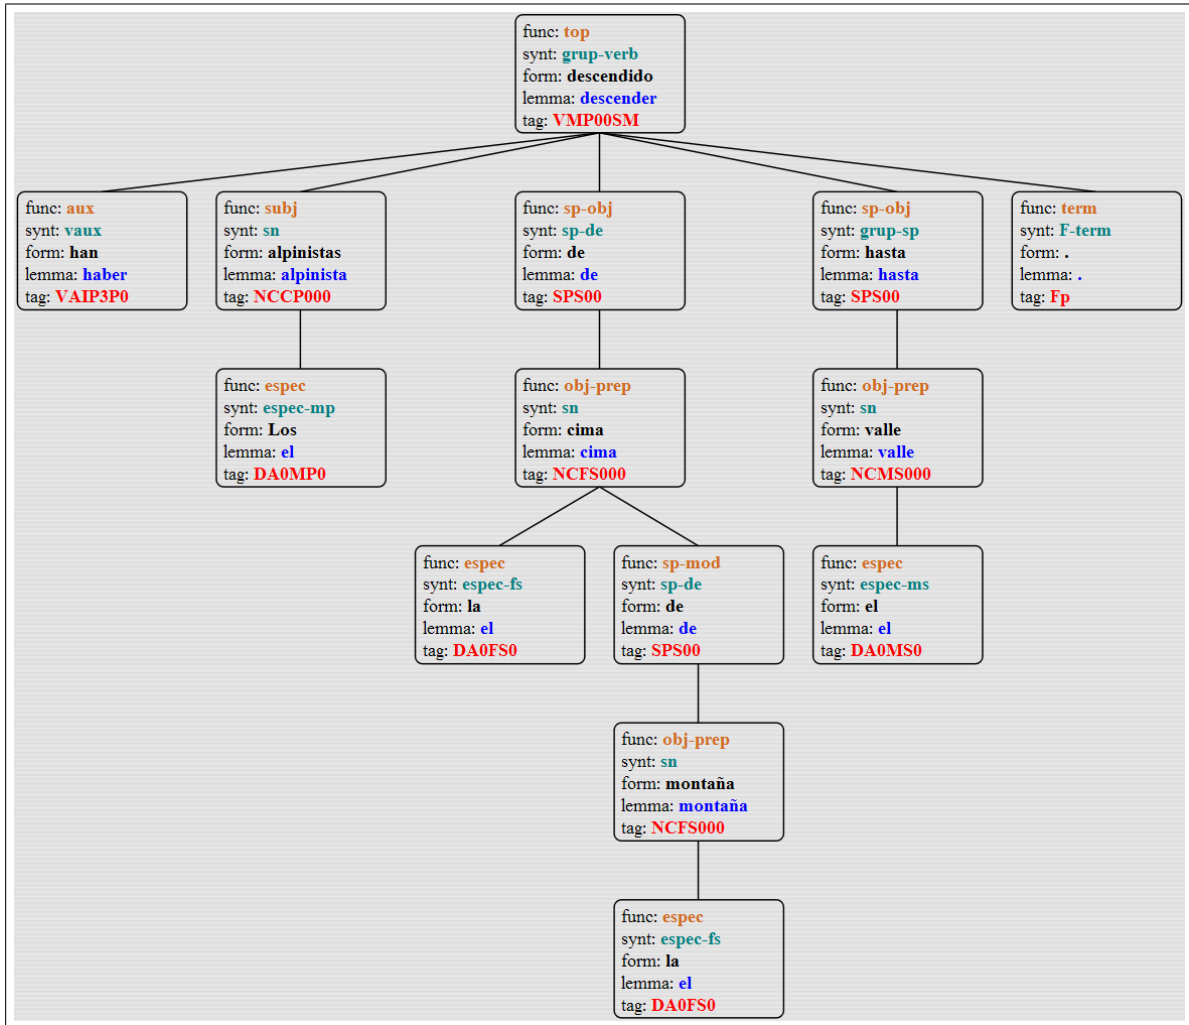 func: top
synt: grup-verb
form: descendido
lemma: descender
tag: VMP00SM
func: aux
synt: vaux
form: han
lemma: haber
tag: VAIP3P0
func: subj
synt: sn
form: alpinistas
lemma: alpinista
tag: NCCP000
func: sp-obj
synt: sp-de
form: de
lemma: de
tag: SPS00
func: sp-obj
synt: grup-sp
form: hasta
lemma: hasta
tag: SPS00
func: term
synt: F-term
form: .
lemma: .
tag: Fp
func: espec
synt: espec-mp
form: Los
lemma: el
tag: DA0MP0
func: obj-prep
synt: sn
form: cima
lemma: cima
tag: NCFS000
func: obj-prep
synt: sn
form: valle
lemma: valle
tag: NCMS000
func: espec
synt: espec-fs
form: la
lemma: el
tag: DA0FS0
func: sp-mod
synt: sp-de
form: de
lemma: de
tag: SPS00
func: espec
synt: espec-ms
form: el
lemma: el
tag: DA0MS0
func: obj-prep
synt: sn
form: montaña
lemma: montaña
tag: NCFS000
func: espec
synt: espec-fs
form: la
lemma: el
tag: DA0FS0